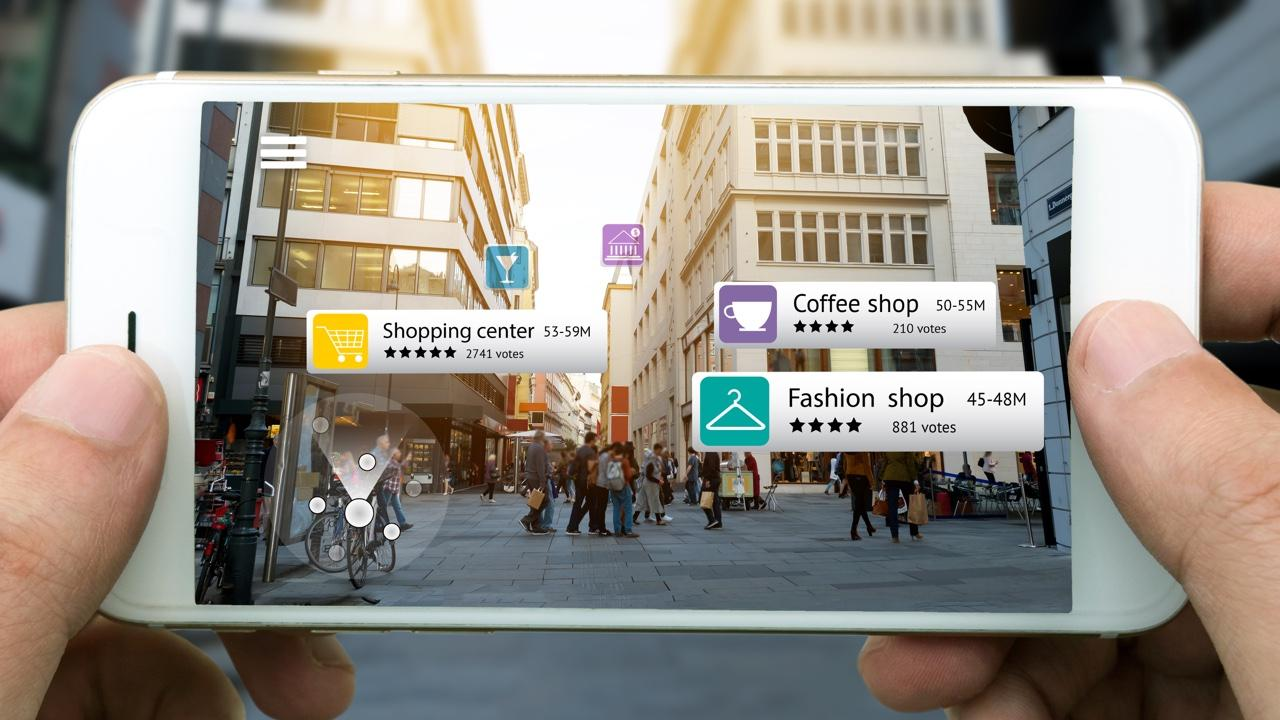 Shopping center 53-59M
2741 votes
Coffee shop 50-55M
210 votes
Fashion shop 45-48M
881 votes